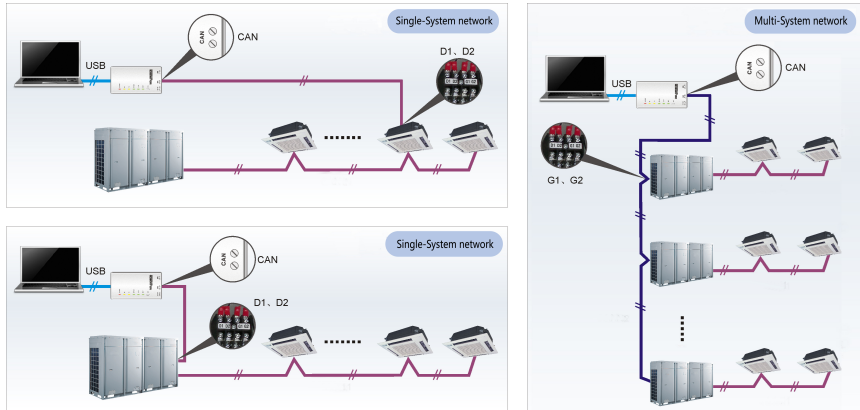 Single-System network
CAN
CAN
USB
D1、D2
Single-System network
CAN
CAN
USB
D1、D2
Multi-System network
CAN
CAN
USB
G1、G2